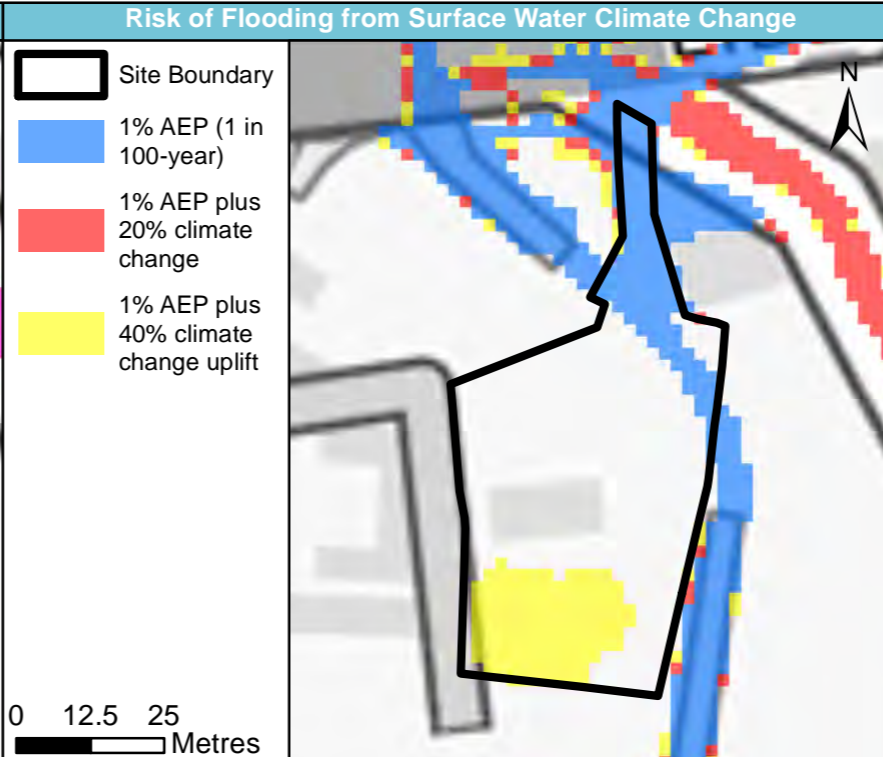 Risk of Flooding from Surface Water Climate Change
Site Boundary
1% AEP (1 in
100-year)
1% AEP plus
20% climate
change
1% AEP plus
40% climate
change uplift
0 12.5 25
Metres
N